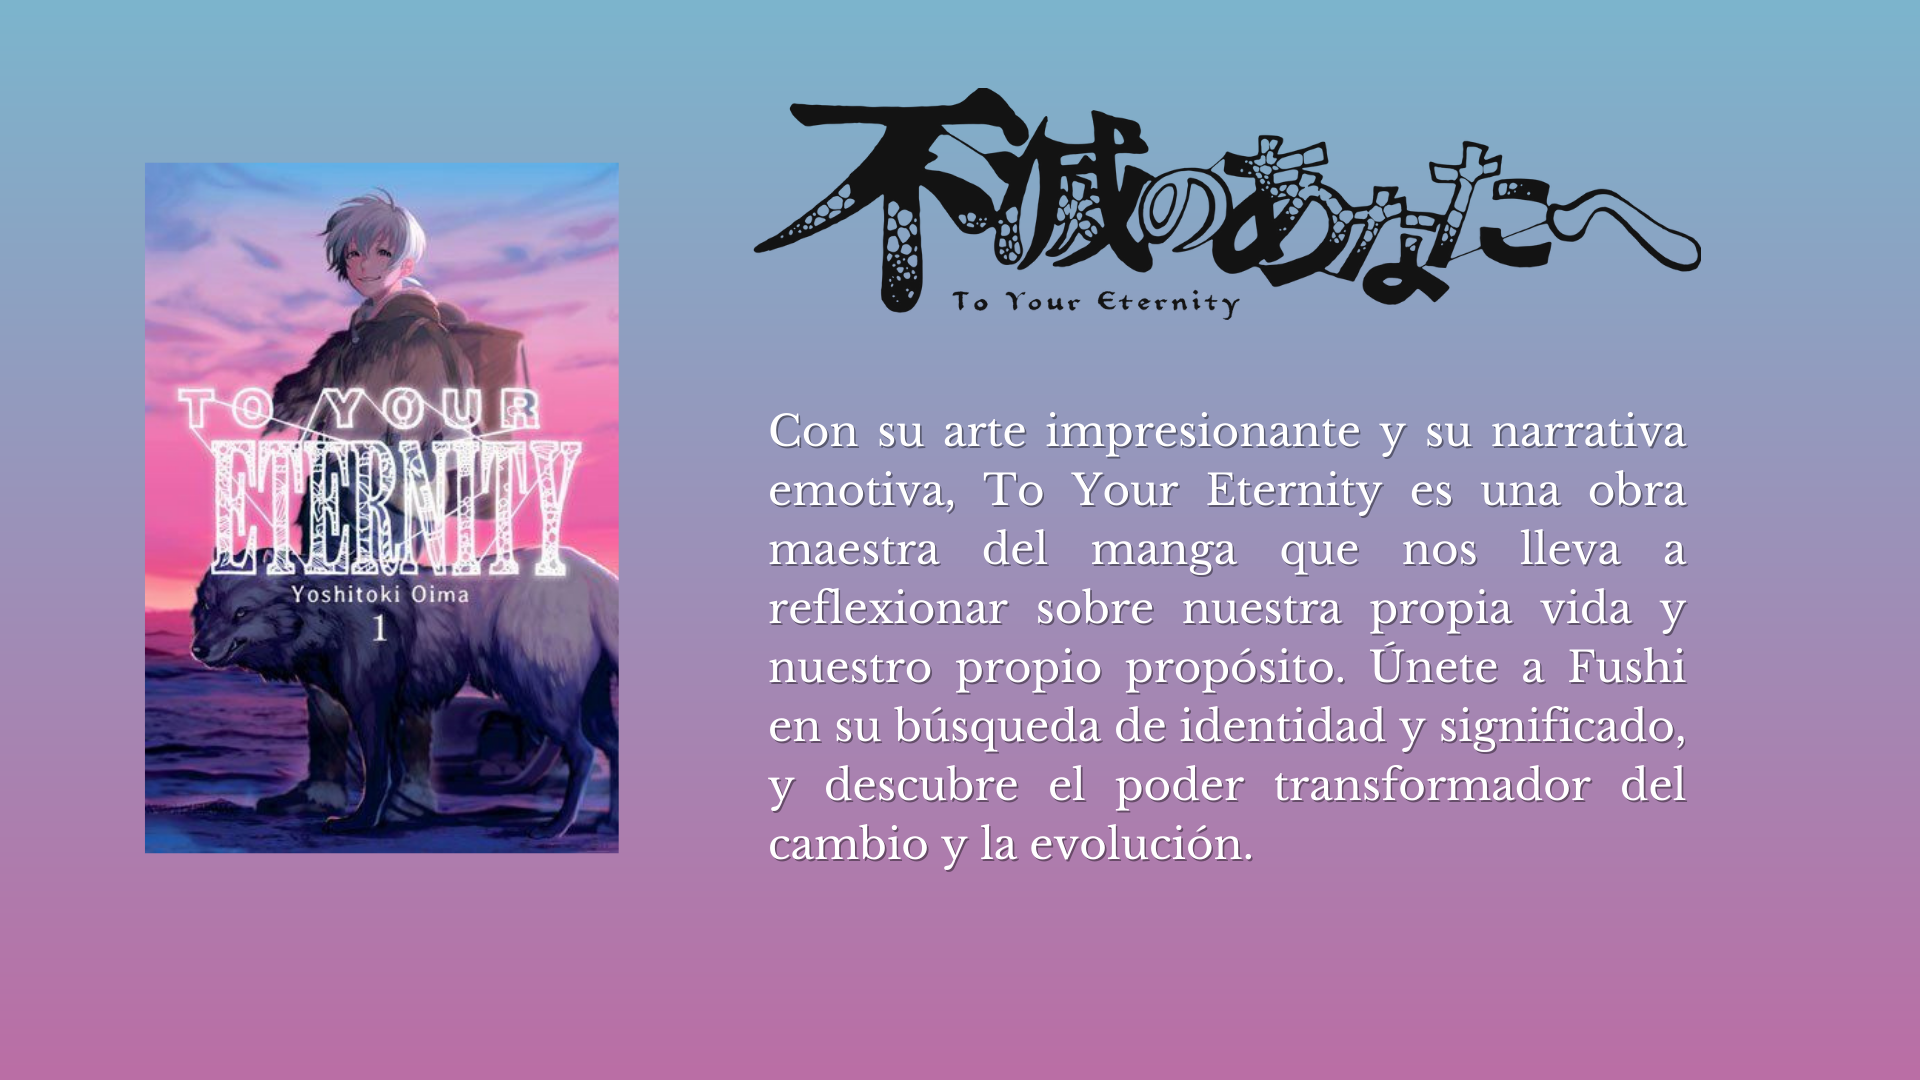 TO YOUR
ETERNITY
Yoshitoki Oima
1
不滅のあなたへ
To Your Eternity
Con su arte impresionante y su narrativa
emotiva, To Your Eternity es una obra
maestra del manga que nos lleva a
reflexionar sobre nuestra propia vida y
nuestro propio propósito. Únete a Fushi
en su búsqueda de identidad y significado,
y descubre el poder transformador del
cambio y la evolución.